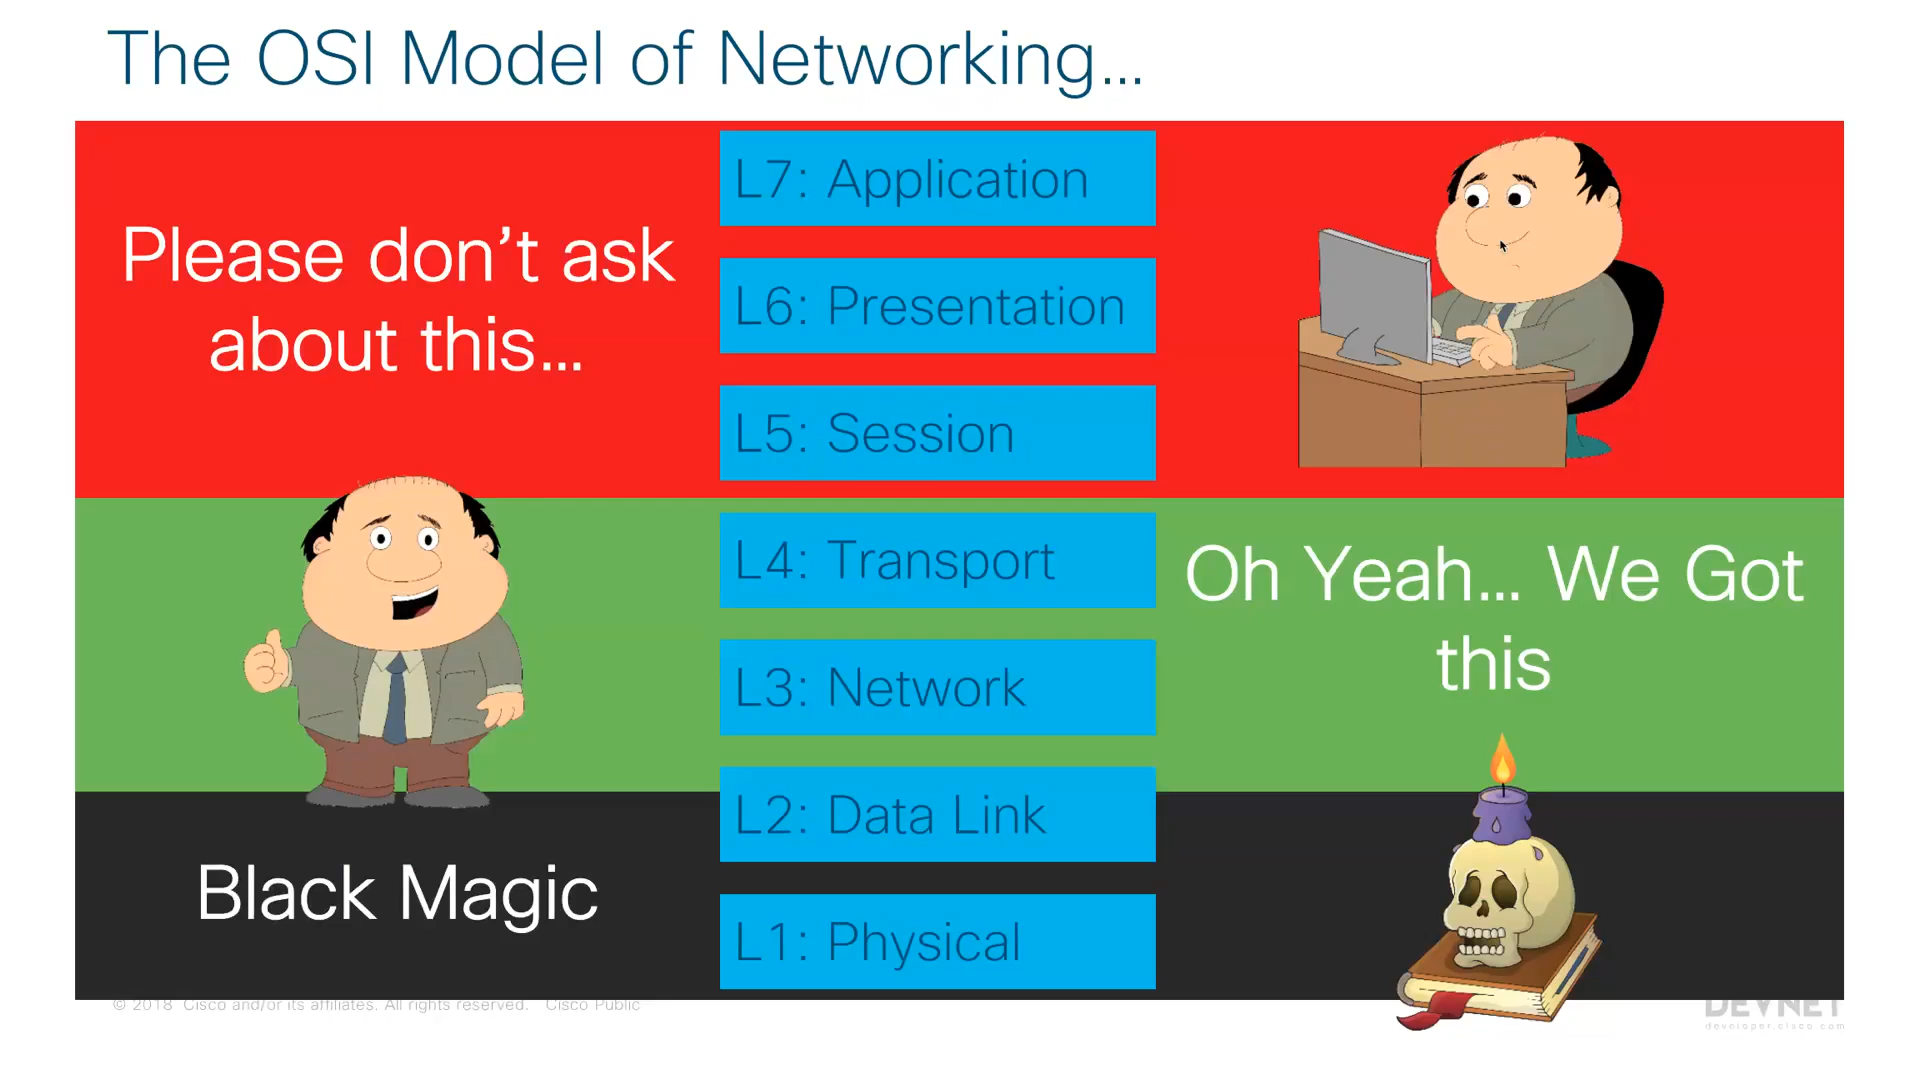 The OSI Model of Networking...
L7: Application
Please don’t ask
about this...
L6: Presentation
L5: Session
L4: Transport
Oh Yeah... We Got
this
L3: Network
L2: Data Link
Black Magic
L1: Physical
© 2018 Cisco and/or its affiliates. All rights reserved. Cisco Public
DEVNET
developer.cisco.com